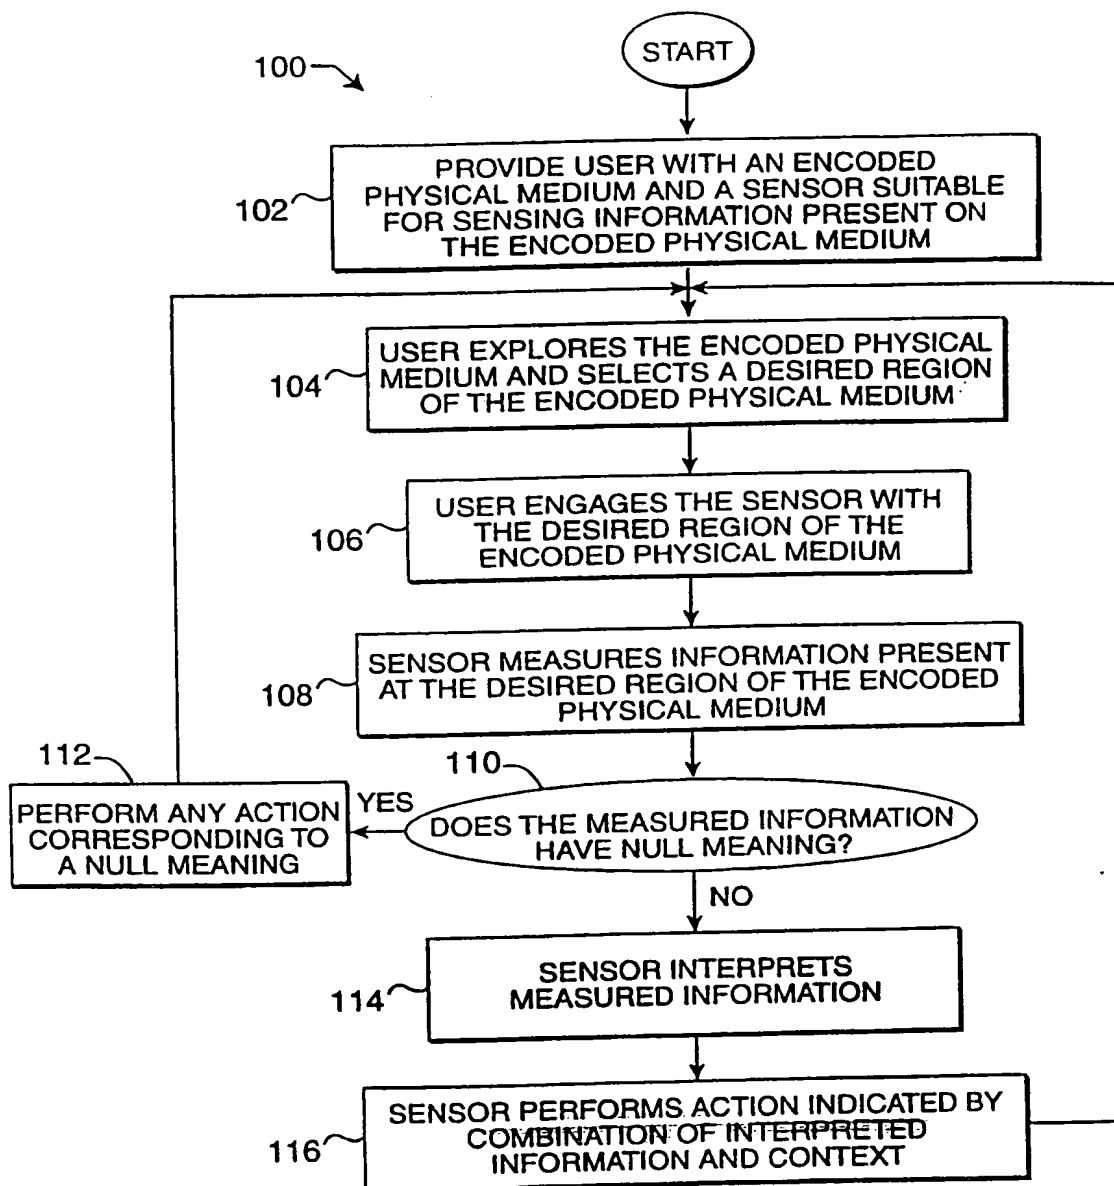 START
100
PROVIDE USER WITH AN ENCODED
PHYSICAL MEDIUM AND A SENSOR SUITABLE
FOR SENSING INFORMATION PRESENT ON
THE ENCODED PHYSICAL MEDIUM
102
USER EXPLORES THE ENCODED PHYSICAL
MEDIUM AND SELECTS A DESIRED REGION
OF THE ENCODED PHYSICAL MEDIUM
104
USER ENGAGES THE SENSOR WITH
THE DESIRED REGION OF THE
ENCODED PHYSICAL MEDIUM
106
SENSOR MEASURES INFORMATION PRESENT
AT THE DESIRED REGION OF THE ENCODED
PHYSICAL MEDIUM
108
112
110
PERFORM ANY ACTION
CORRESPONDING TO
A NULL MEANING
YES
DOES THE MEASURED INFORMATION
HAVE NULL MEANING?
NO
SENSOR INTERPRETS
MEASURED INFORMATION
114
SENSOR PERFORMS ACTION INDICATED BY
COMBINATION OF INTERPRETED
INFORMATION AND CONTEXT
116